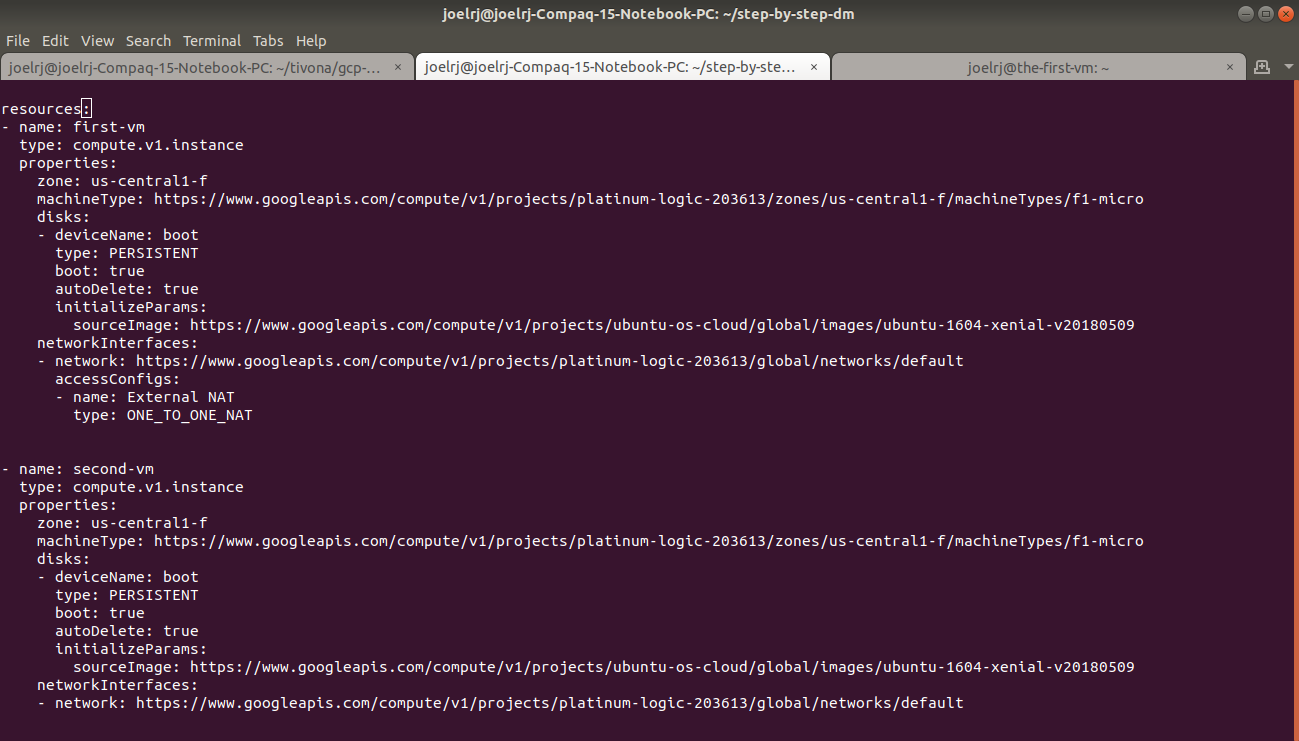 joelrj@joelrj-Compaq-15-Notebook-PC: ~/step-by-step-dm
File Edit View Search Terminal Tabs Help
joelrj@joelrj-Compaq-15-Notebook-PC: ~/tivona/gcp-... × joelrj@joelrj-Compaq-15-Notebook-PC: ~/step-by-ste... × joelrj@the-first-vm: ~ ×
resources:
- name: first-vm
  type: compute.v1.instance
  properties:
    zone: us-central1-f
    machineType: https://www.googleapis.com/compute/v1/projects/platinum-logic-203613/zones/us-central1-f/machineTypes/f1-micro
    disks:
    - deviceName: boot
      type: PERSISTENT
      boot: true
      autoDelete: true
      initializeParams:
        sourceImage: https://www.googleapis.com/compute/v1/projects/ubuntu-os-cloud/global/images/ubuntu-1604-xenial-v20180509
    networkInterfaces:
    - network: https://www.googleapis.com/compute/v1/projects/platinum-logic-203613/global/networks/default
      accessConfigs:
      - name: External NAT
        type: ONE_TO_ONE_NAT
- name: second-vm
  type: compute.v1.instance
  properties:
    zone: us-central1-f
    machineType: https://www.googleapis.com/compute/v1/projects/platinum-logic-203613/zones/us-central1-f/machineTypes/f1-micro
    disks:
    - deviceName: boot
      type: PERSISTENT
      boot: true
      autoDelete: true
      initializeParams:
        sourceImage: https://www.googleapis.com/compute/v1/projects/ubuntu-os-cloud/global/images/ubuntu-1604-xenial-v20180509
    networkInterfaces:
    - network: https://www.googleapis.com/compute/v1/projects/platinum-logic-203613/global/networks/default